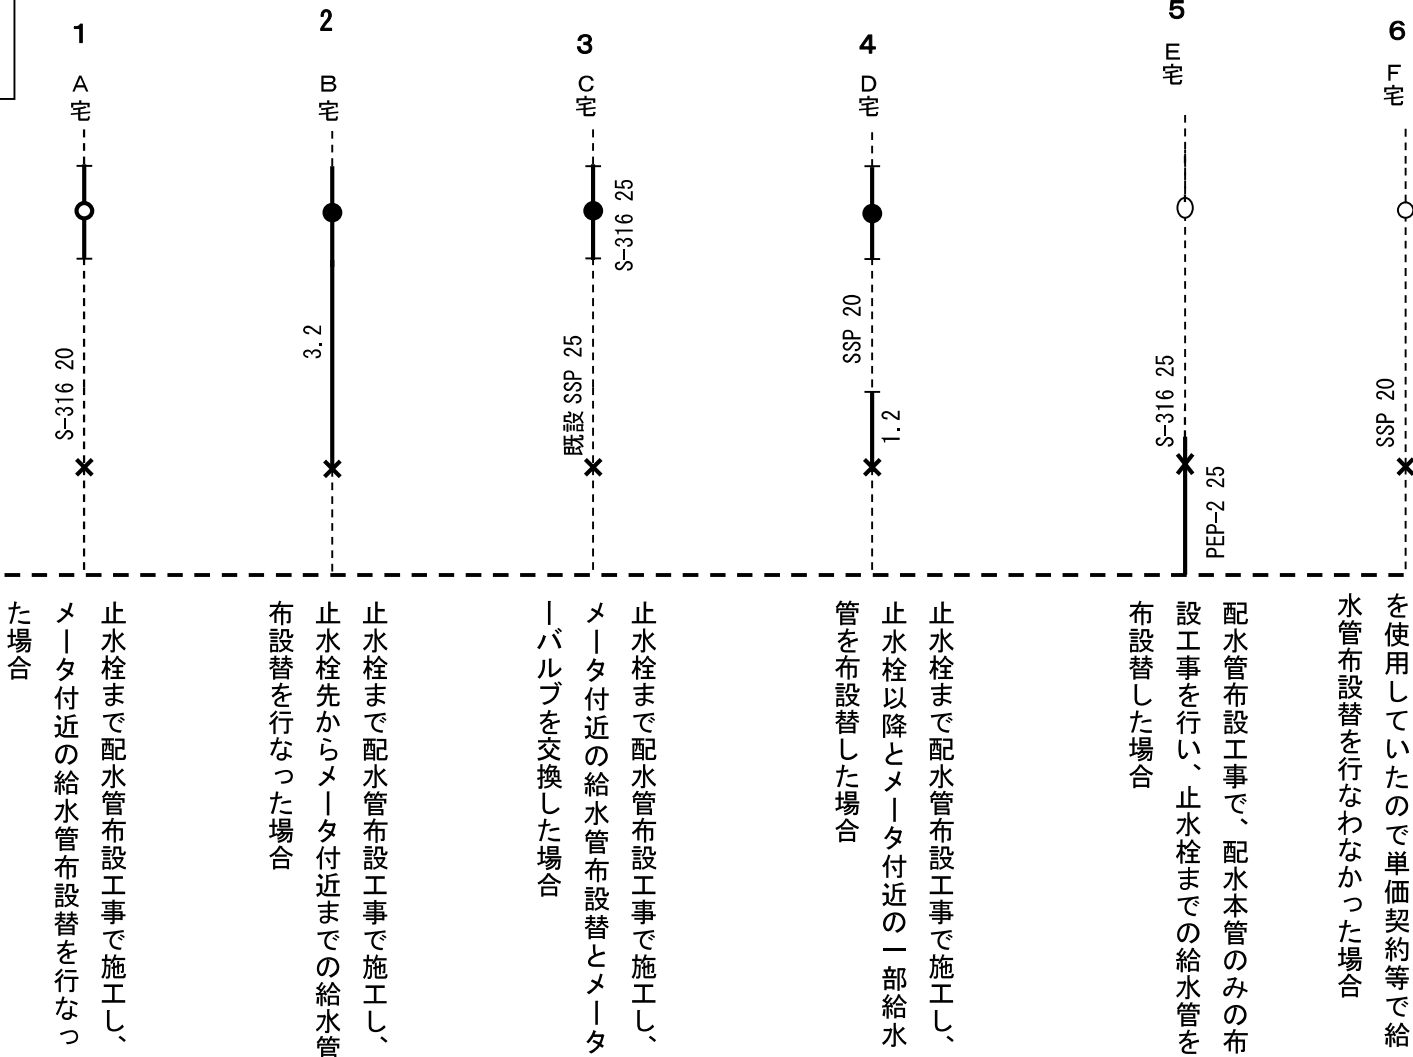 1
A宅
S-316 20
止水栓まで配水管布設工事で施工し、
メータ付近の給水管布設替を行なっ
た場合
2
B宅
3.2
止水栓まで配水管布設工事で施工し、
止水栓先からメータ付近までの給水管
布設替を行なった場合
3
C宅
S-316 25
既設 SSP 25
止水栓まで配水管布設工事で施工し、
メータ付近の給水管布設替とメータ
ーバルブを交換した場合
4
D宅
SSP 20
1.2
止水栓まで配水管布設工事で施工し、
止水栓以降とメータ付近の一部給水
管を布設替した場合
5
E宅
S-316 25
PEP-2 25
配水管布設工事で、配水本管のみの布
設工事を行い、止水栓までの給水管を
布設替した場合
6
F宅
SSP 20
を使用していたので単価契約等で給
水管布設替を行なわなかった場合